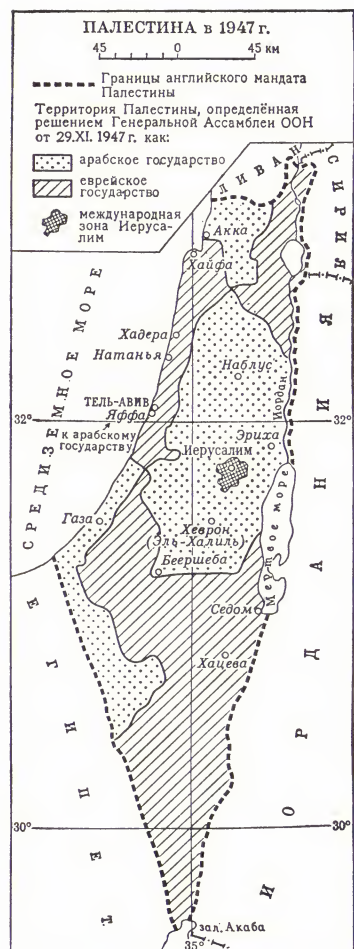 ПАЛЕСТИНА в 1947 г.
45 0 45 км
Границы английского мандата
Палестины
Территория Палестины, определённая
решением Генеральной Ассамблеи ООН
от 29.XI. 1947 г. как:
арабское государство
еврейское
государство
международная
зона Иеруса-
лим
ЛИВАН
СИРИЯ
СРЕДИЗЕМНОЕ МОРЕ
Акка
Хайфа
Хадера
Натанья
Наблус
Иордан
ТЕЛЬ-АВИВ
Яффа
32°
32°
к арабскому
государству
Эриха
Иерусалим
Газа
Хеврон
(Эль-Халиль)
Беершеба
Мертвое море
Седом
Хацева
ЕГИПЕТ
ИОРДАНИЯ
30°
30°
зал. Акаба
35°